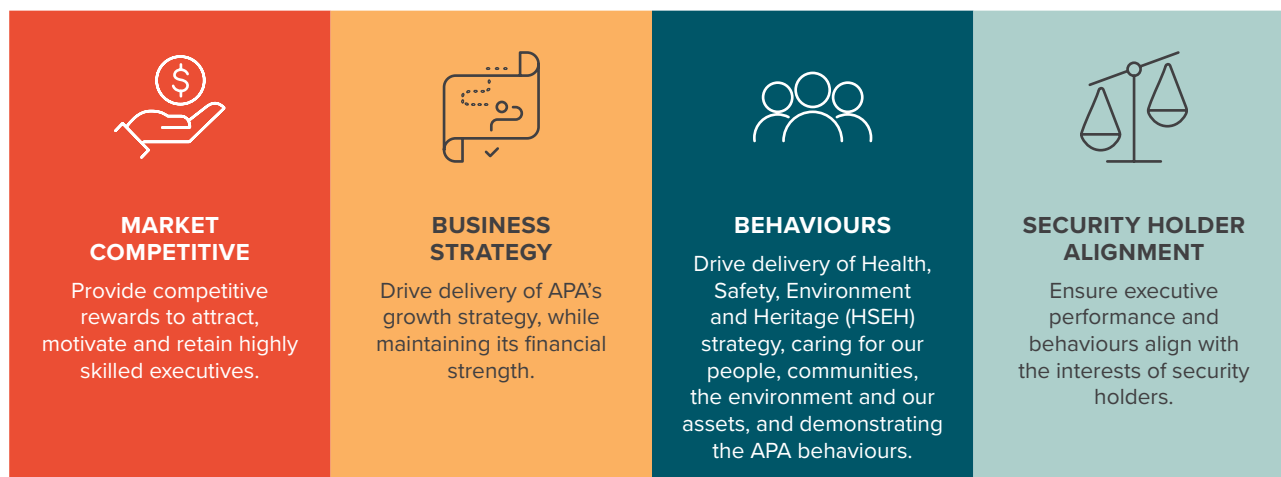 $
MARKET
COMPETITIVE
Provide competitive
rewards to attract,
motivate and retain highly
skilled executives.
BUSINESS
STRATEGY
Drive delivery of APA’s
growth strategy, while
maintaining its financial
strength.
BEHAVIOURS
Drive delivery of Health,
Safety, Environment
and Heritage (HSEH)
strategy, caring for our
people, communities,
the environment and our
assets, and demonstrating
the APA behaviours.
SECURITY HOLDER
ALIGNMENT
Ensure executive
performance and
behaviours align with
the interests of security
holders.